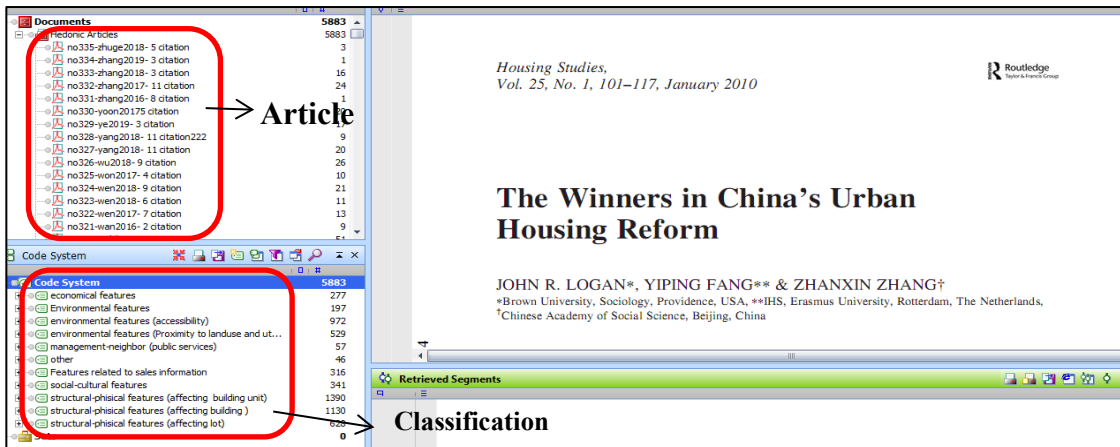 Documents 5883
Hedonic Articles 5883
no335-zhuge2018- 5 citation 3
no334-zhang2019- 3 citation 1
no333-zhang2018- 3 citation 16
no332-zhang2017- 11 citation 24
no331-zhang2016- 8 citation 1
no330-yoon20175 citation
no329-ye2019- 3 citation 17
no328-yang2018- 11 citation222 9
no327-yang2018- 11 citation 20
no326-wu2018- 9 citation 26
no325-won2017- 4 citation 10
no324-wen2018- 9 citation 21
no323-wen2018- 6 citation 11
no322-wen2016- 7 citation 13
no321-wan2016- 2 citation 9
Article
Code System
Code System 5883
economical features 277
Environmental features 197
environmental features (accessibility) 972
environmental features (Proximity to landuse and ut... 529
management-neighbor (public services) 57
other 46
Features related to sales information 316
social-cultural features 341
structural-phisical features (affecting building unit) 1390
structural-phisical features (affecting building ) 1130
structural-phisical features (affecting lot) 628
0
Classification
Housing Studies,
Vol. 25, No. 1, 101–117, January 2010
Routledge
Taylor & Francis Group
The Winners in China's Urban
Housing Reform
JOHN R. LOGAN*, YIPING FANG** & ZHANXIN ZHANG†
*Brown University, Sociology, Providence, USA, **IHS, Erasmus University, Rotterdam, The Netherlands,
†Chinese Academy of Social Science, Beijing, China
4
Retrieved Segments